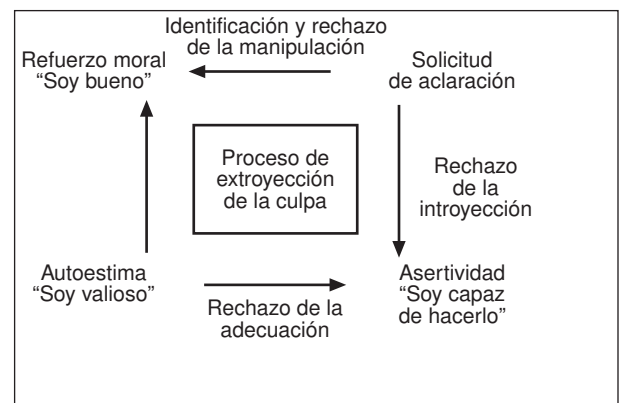 Identificación y rechazo
de la manipulación
Refuerzo moral
“Soy bueno”
Solicitud
de aclaración
Proceso de
extroyección
de la culpa
Rechazo
de la
introyección
Autoestima
“Soy valioso”
Rechazo de la
adecuación
Asertividad
“Soy capaz
de hacerlo”